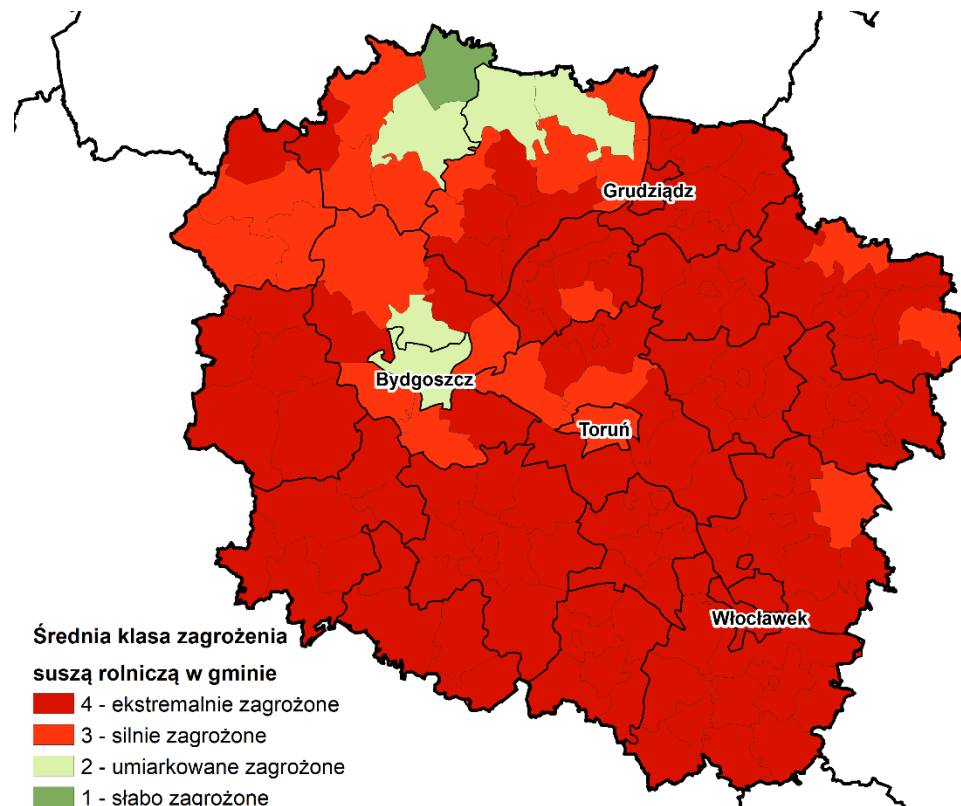 Grudziądz
Bydgoszcz
Toruń
Włocławek
Średnia klasa zagrożenia
suszą rolniczą w gminie
4 - ekstremalnie zagrożone
3 - silnie zagrożone
2 - umiarkowane zagrożone
1 - słabo zagrożone